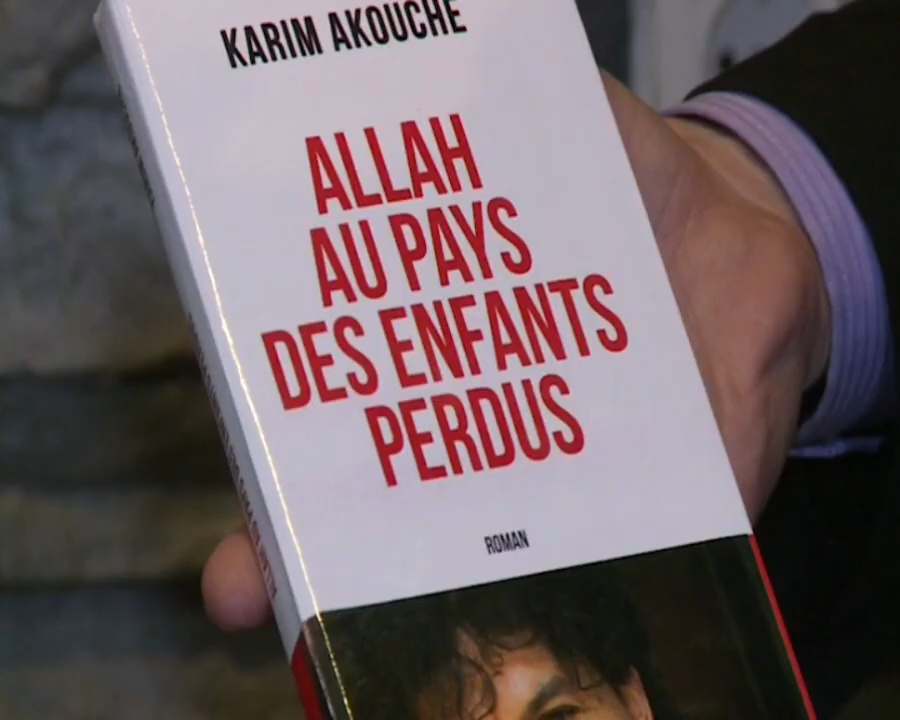 KARIM AKOUCHE
ALLAH
AU PAYS
DES ENFANTS
PERDUS
ROMAN